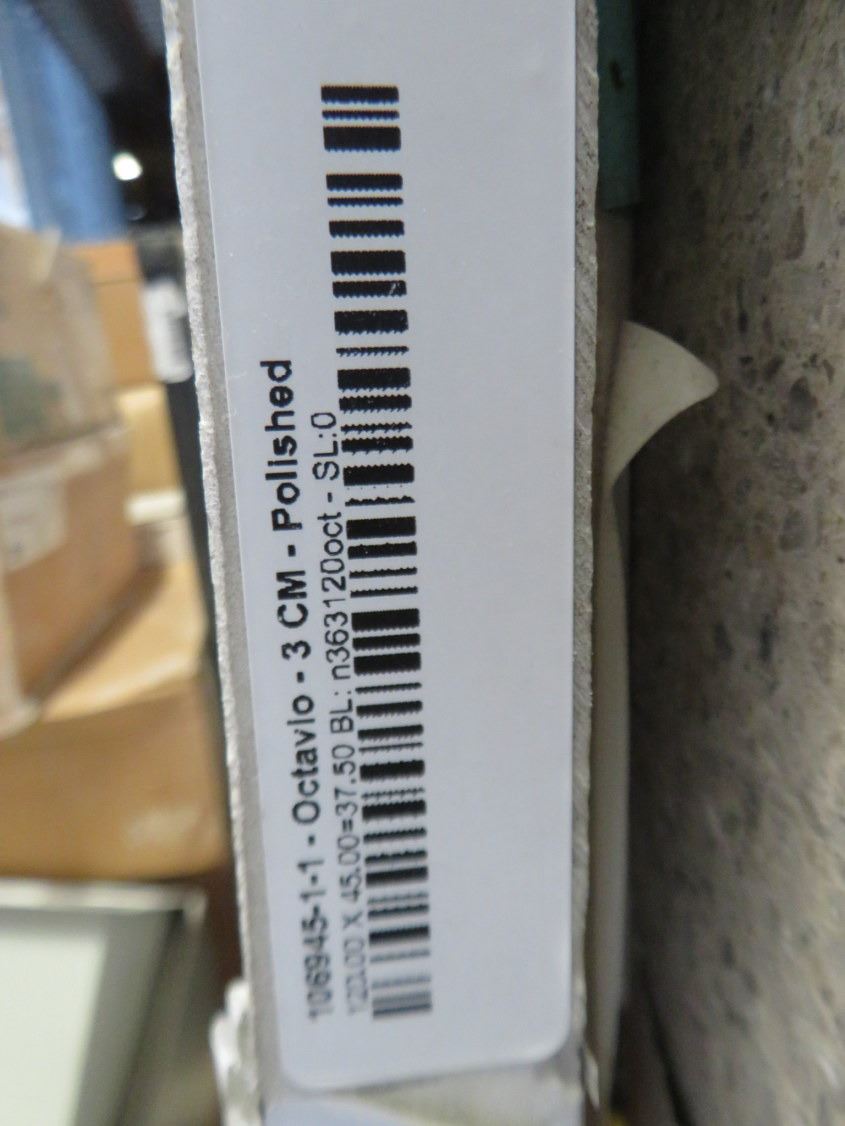 106945-1-1 - Octavio - 3 CM - Polished
120.00 X 45.00=37.50 BL: n363120oct - SL:0